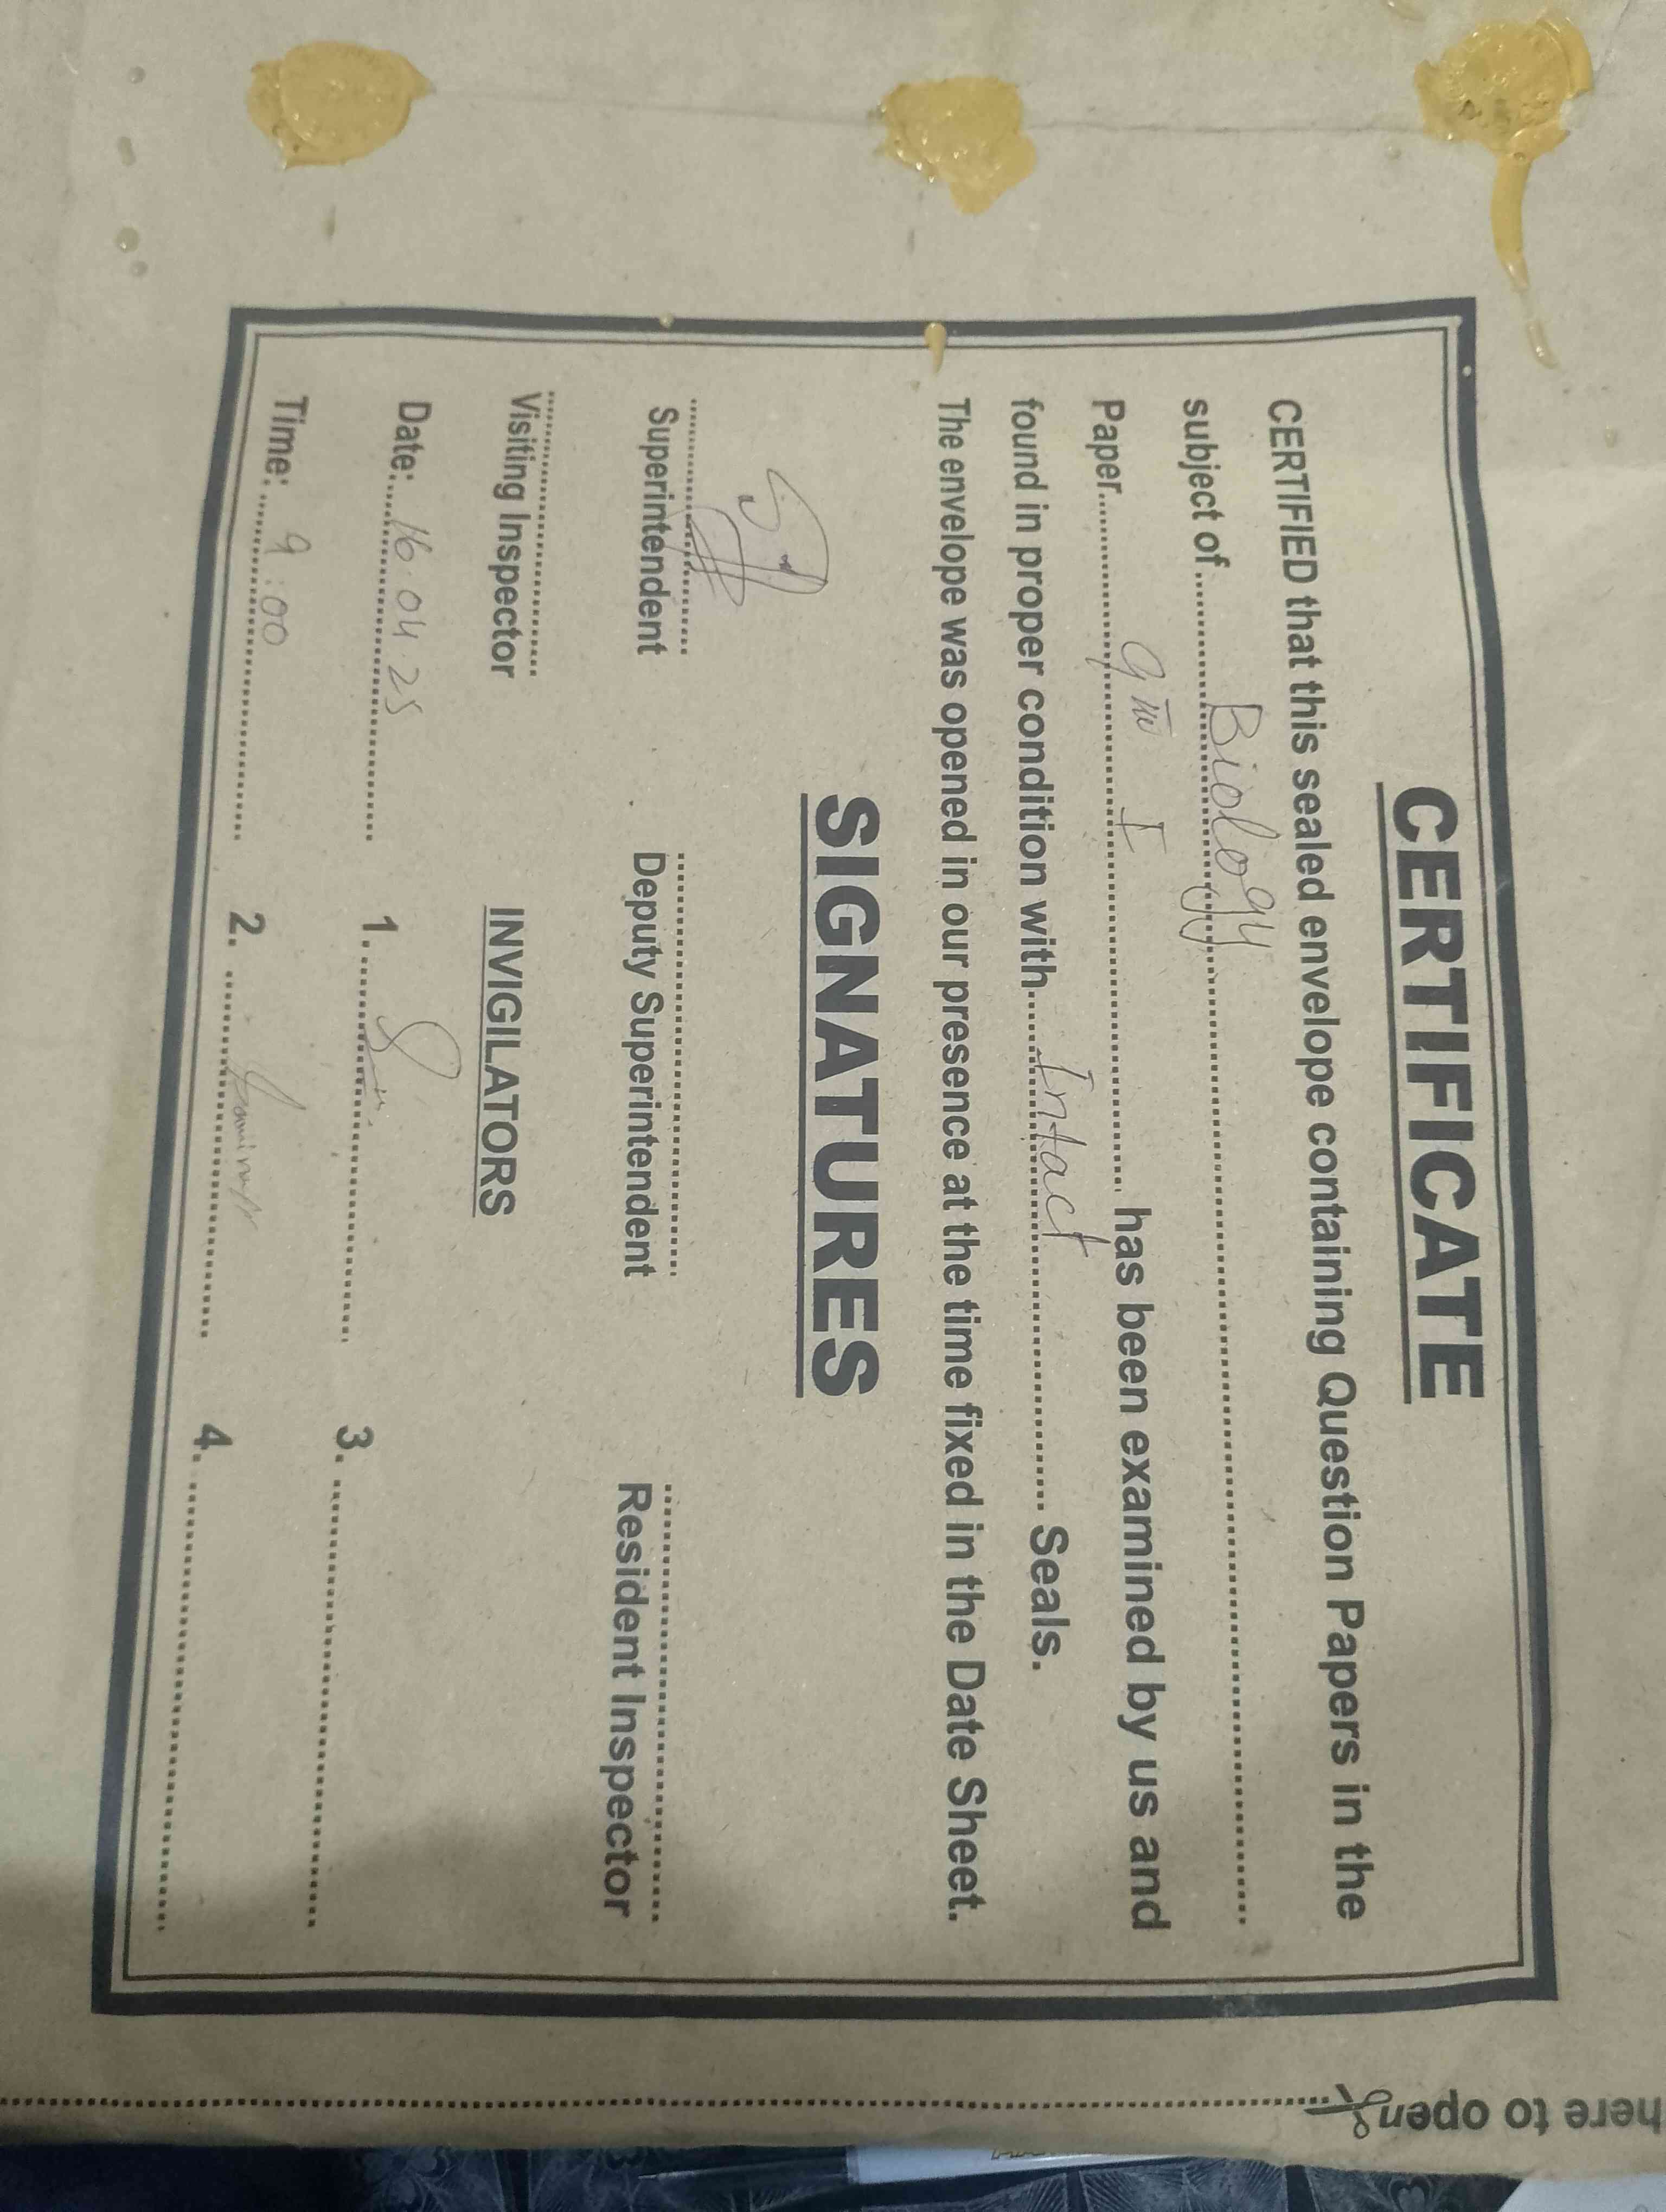 CERTIFICATE
CERTIFIED that this sealed envelope containing Question Papers in the
subject of Biology
Paper 9th I has been examined by us and
found in proper condition with Intact Seals.
The envelope was opened in our presence at the time fixed in the Date Sheet.
SIGNATURES
Superintendent Deputy Superintendent Resident Inspector
Visiting Inspector INVIGILATORS
Date: 16.04.25 1. 3.
Time: 9:00 2. 4.
here to open